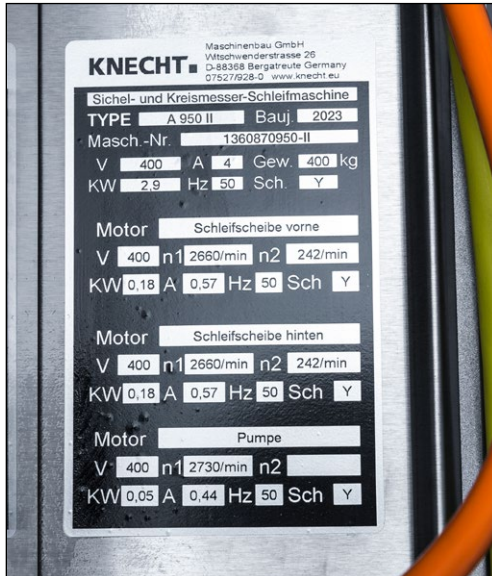 KNECHT
Maschinenbau GmbH
Witschwenderstrasse 26
D-88368 Bergatreute Germany
07527/928-0 www.knecht.eu
Sichel- und Kreismesser-Schleifmaschine
TYPE A 950 II Bauj. 2023
Masch.-Nr. 1360870950-II
V 400 A 4 Gew. 400 kg
KW 2,9 Hz 50 Sch. Y
Motor Schleifscheibe vorne
V 400 n1 2660/min n2 242/min
KW 0,18 A 0,57 Hz 50 Sch Y
Motor Schleifscheibe hinten
V 400 n1 2660/min n2 242/min
KW 0,18 A 0,57 Hz 50 Sch Y
Motor Pumpe
V 400 n1 2730/min n2
KW 0,05 A 0,44 Hz 50 Sch Y